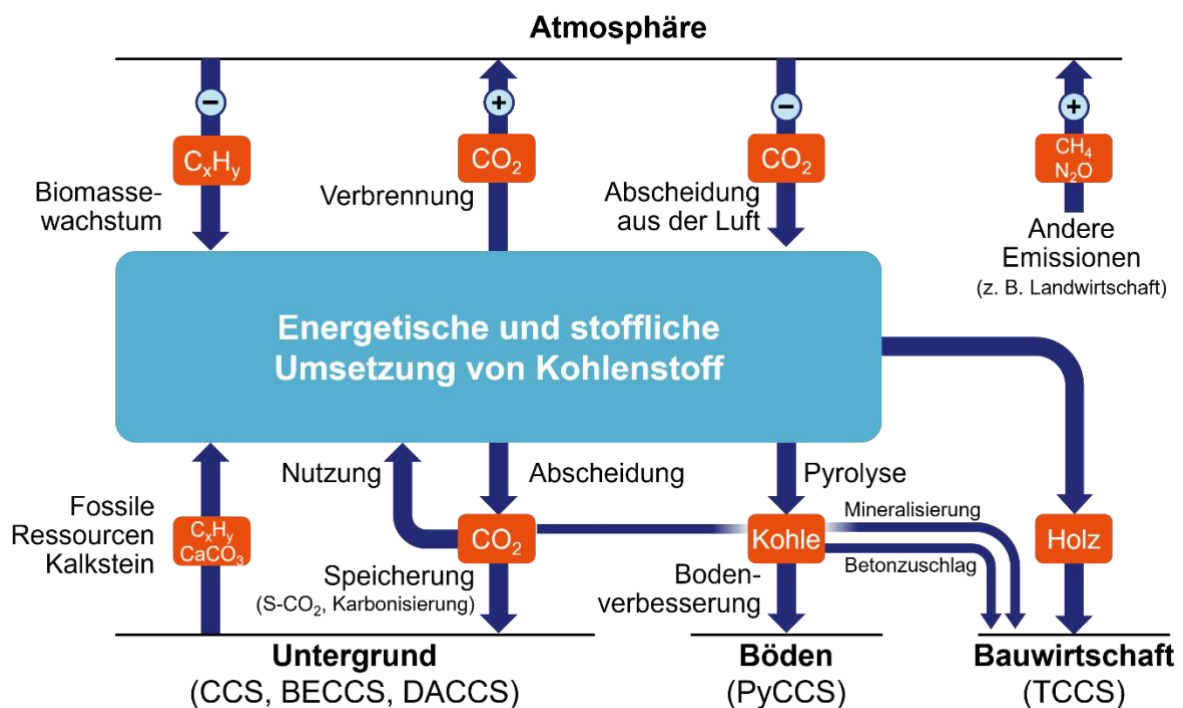 Atmosphäre
−
+
−
+
CxHy
CO2
CO2
CH4
N2O
Biomasse-
wachstum
Verbrennung
Abscheidung
aus der Luft
Andere
Emissionen
(z. B. Landwirtschaft)
Energetische und stoffliche
Umsetzung von Kohlenstoff
Nutzung
Abscheidung
Pyrolyse
Fossile
Ressourcen
Kalkstein
CxHy
CaCO3
CO2
Kohle
Mineralisierung
Betonzuschlag
Holz
Speicherung
(S-CO2, Karbonisierung)
Boden-
verbesserung
Untergrund
(CCS, BECCS, DACCS)
Böden
(PyCCS)
Bauwirtschaft
(TCCS)